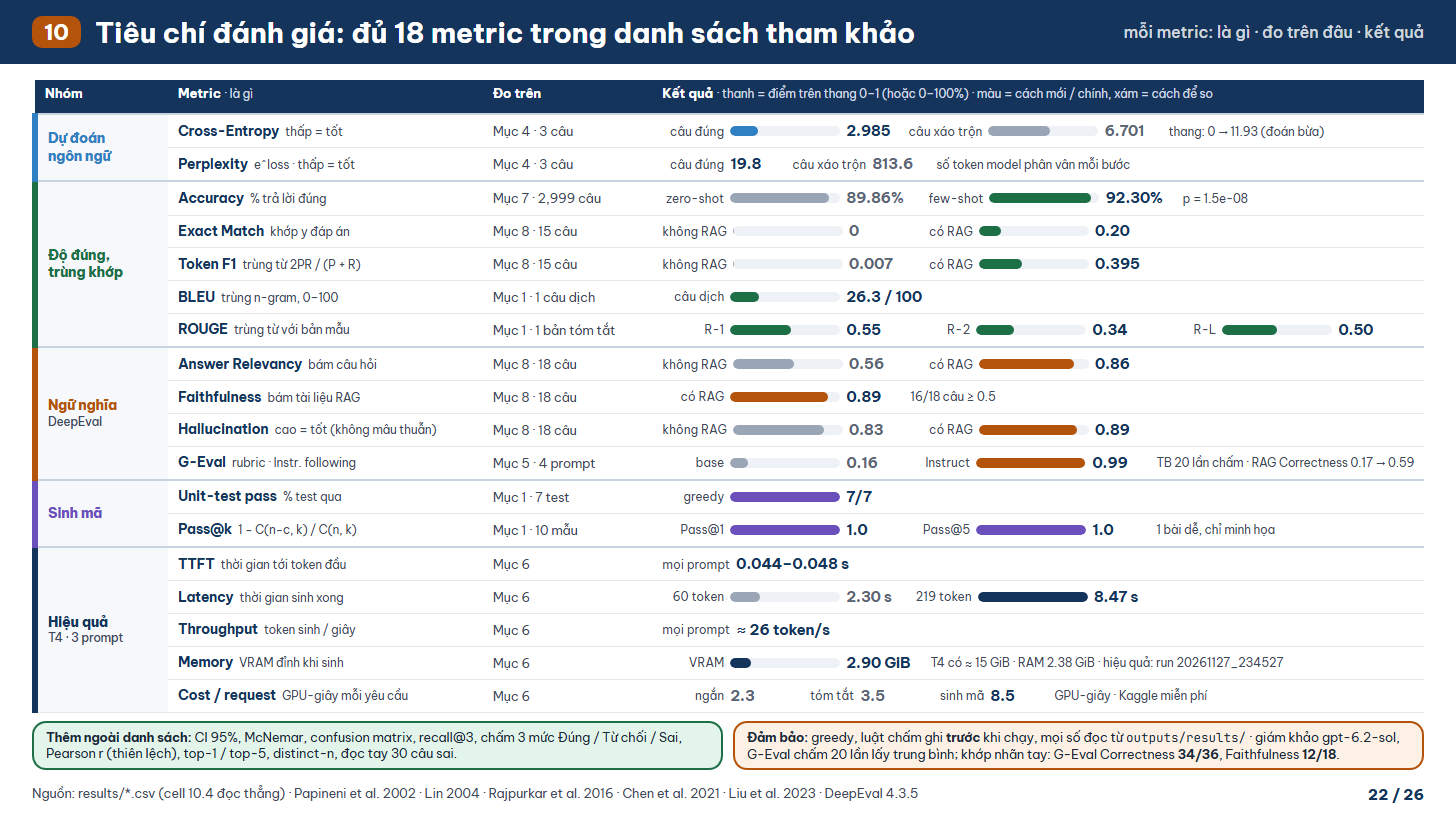 10 Tiêu chí đánh giá: đủ 18 metric trong danh sách tham khảo mỗi metric: là gì · đo trên đâu · kết quả
Nhóm Metric · là gì Đo trên Kết quả · thanh = điểm trên thang 0–1 (hoặc 0–100%) · màu = cách mới / chính, xám = cách để so
Dự đoán ngôn ngữ
Cross-Entropy thấp = tốt Mục 4 · 3 câu câu đúng 2.985 câu xáo trộn 6.701 thang: 0 → 11.93 (đoán bừa)
Perplexity e^loss · thấp = tốt Mục 4 · 3 câu câu đúng 19.8 câu xáo trộn 813.6 số token model phân vân mỗi bước
Độ đúng, trùng khớp
Accuracy % trả lời đúng Mục 7 · 2,999 câu zero-shot 89.86% few-shot 92.30% p = 1.5e-08
Exact Match khớp y đáp án Mục 8 · 15 câu không RAG 0 có RAG 0.20
Token F1 trùng từ 2PR / (P + R) Mục 8 · 15 câu không RAG 0.007 có RAG 0.395
BLEU trùng n-gram, 0–100 Mục 1 · 1 câu dịch câu dịch 26.3 / 100
ROUGE trùng từ với bản mẫu Mục 1 · 1 bản tóm tắt R-1 0.55 R-2 0.34 R-L 0.50
Ngữ nghĩa
DeepEval
Answer Relevancy bám câu hỏi Mục 8 · 18 câu không RAG 0.56 có RAG 0.86
Faithfulness bám tài liệu RAG Mục 8 · 18 câu có RAG 0.89 16/18 câu ≥ 0.5
Hallucination cao = tốt (không mâu thuẫn) Mục 8 · 18 câu không RAG 0.83 có RAG 0.89
G-Eval rubric · Instr. following Mục 5 · 4 prompt base 0.16 Instruct 0.99 TB 20 lần chấm · RAG Correctness 0.17 → 0.59
Sinh mã
Unit-test pass % test qua Mục 1 · 7 test greedy 7/7
Pass@k 1 − C(n−c, k) / C(n, k) Mục 1 · 10 mẫu Pass@1 1.0 Pass@5 1.0 1 bài dễ, chỉ minh họa
Hiệu quả
T4 · 3 prompt
TTFT thời gian tới token đầu Mục 6 mọi prompt 0.044–0.048 s
Latency thời gian sinh xong Mục 6 60 token 2.30 s 219 token 8.47 s
Throughput token sinh / giây Mục 6 mọi prompt ≈ 26 token/s
Memory VRAM đỉnh khi sinh Mục 6 VRAM 2.90 GiB T4 có ≈ 15 GiB · RAM 2.38 GiB · hiệu quả: run 20261127_234527
Cost / request GPU-giây mỗi yêu cầu Mục 6 ngắn 2.3 tóm tắt 3.5 sinh mã 8.5 GPU-giây · Kaggle miễn phí
Thêm ngoài danh sách: CI 95%, McNemar, confusion matrix, recall@3, chấm 3 mức Đúng / Từ chối / Sai,
Pearson r (thiên lệch), top-1 / top-5, distinct-n, đọc tay 30 câu sai.
Đảm bảo: greedy, luật chấm ghi trước khi chạy, mọi số đọc từ outputs/results/ · giám khảo gpt-6.2-sol,
G-Eval chấm 20 lần lấy trung bình; khớp nhãn tay: G-Eval Correctness 34/36, Faithfulness 12/18.
Nguồn: results/*.csv (cell 10.4 đọc thẳng) · Papineni et al. 2002 · Lin 2004 · Rajpurkar et al. 2016 · Chen et al. 2021 · Liu et al. 2023 · DeepEval 4.3.5 22 / 26